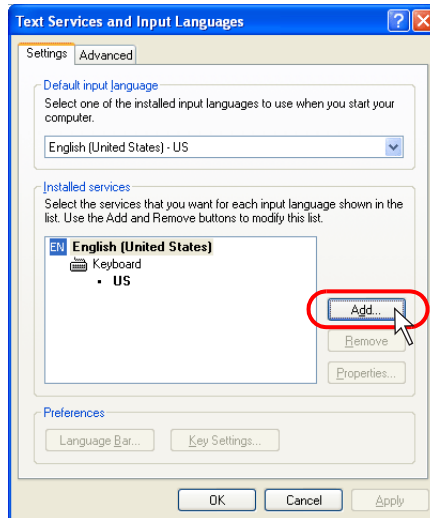 Text Services and Input Languages
Settings
Advanced
Default input language
Select one of the installed input languages to use when you start your
computer.
English (United States) - US
Installed services
Select the services that you want for each input language shown in the
list. Use the Add and Remove buttons to modify this list.
EN English (United States)
Keyboard
• US
Add...
Remove
Properties...
Preferences
Language Bar...
Key Settings...
OK
Cancel
Apply